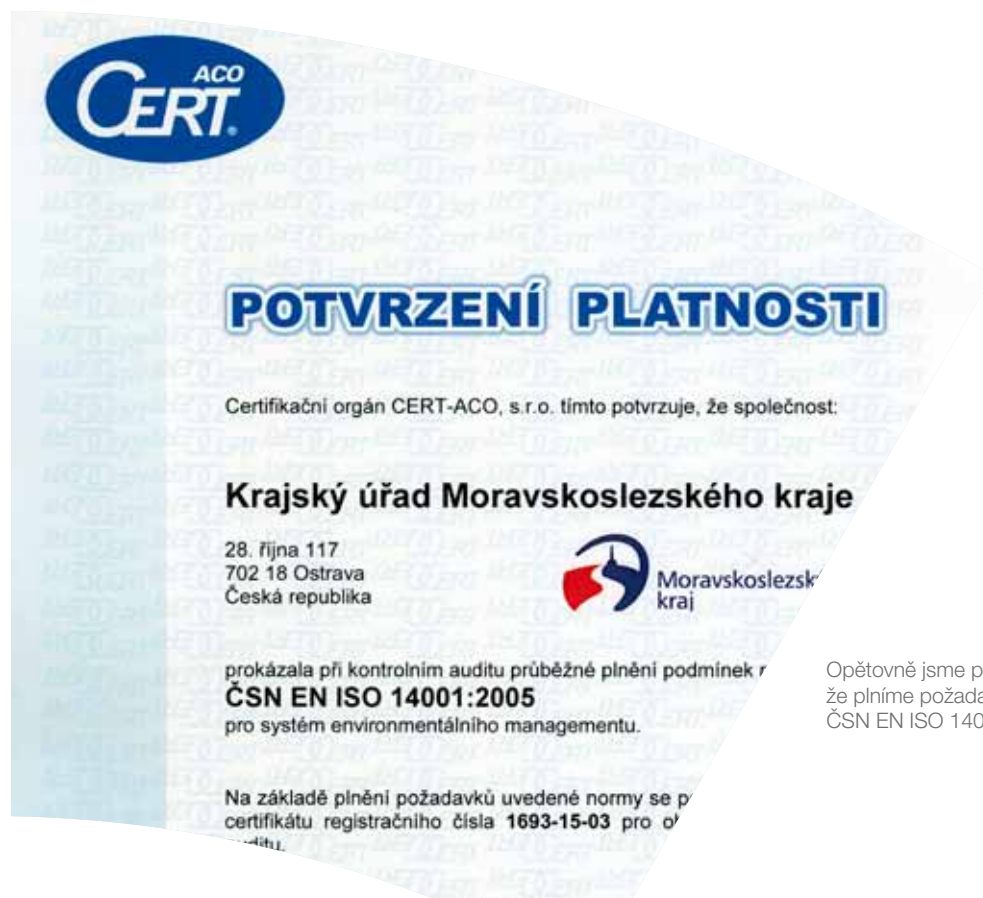 ACO
CERT®
POTVRZENÍ PLATNOSTI
Certifikační orgán CERT-ACO, s.r.o. tímto potvrzuje, že společnost:
Krajský úřad Moravskoslezského kraje
28. října 117
702 18 Ostrava
Česká republika
Moravskoslezsk
kraj
prokázala při kontrolním auditu průběžné plnění podmínek
ČSN EN ISO 14001:2005
pro systém environmentálního managementu.
Opětovně jsme p
že plníme požada
ČSN EN ISO 140
Na základě plnění požadavků uvedené normy se
certifikátu registračního čísla 1693-15-03 pro
auditu.